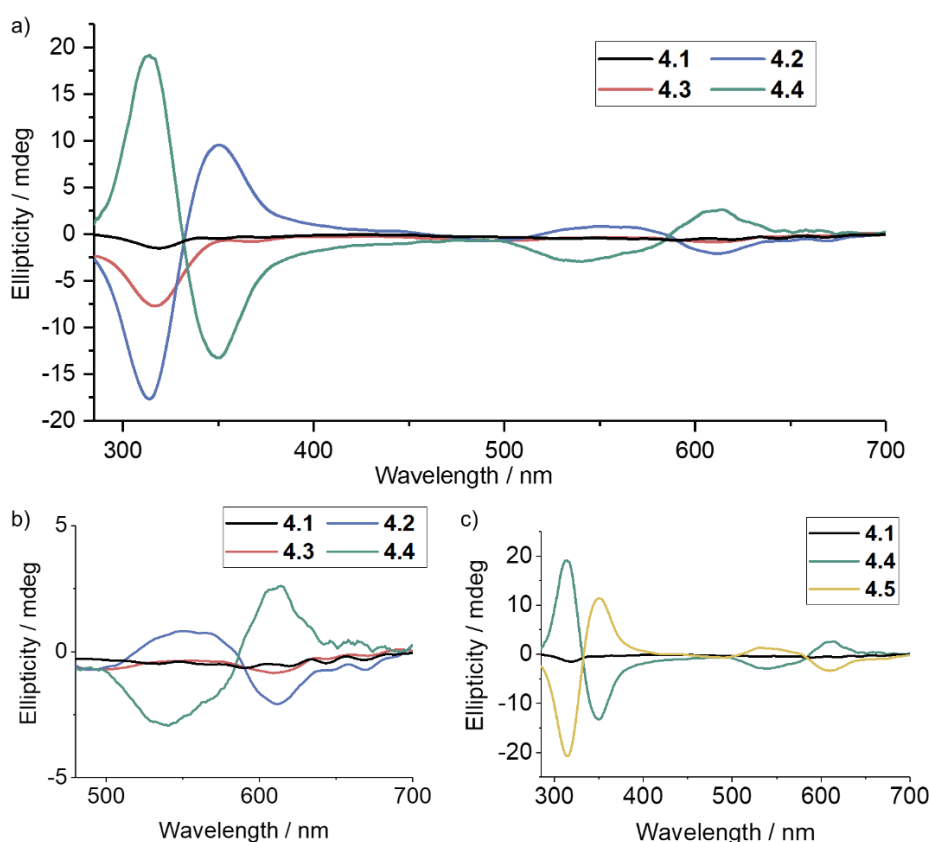 a)
4.1 4.2
4.3 4.4
20
15
10
5
0
-5
-10
-15
-20
Ellipticity / mdeg
300 400 500 600 700
Wavelength / nm
b)
4.1 4.2
4.3 4.4
5
0
-5
Ellipticity / mdeg
500 600 700
Wavelength / nm
c)
4.1
4.4
4.5
20
10
0
-10
-20
Ellipticity / mdeg
300 400 500 600 700
Wavelength / nm